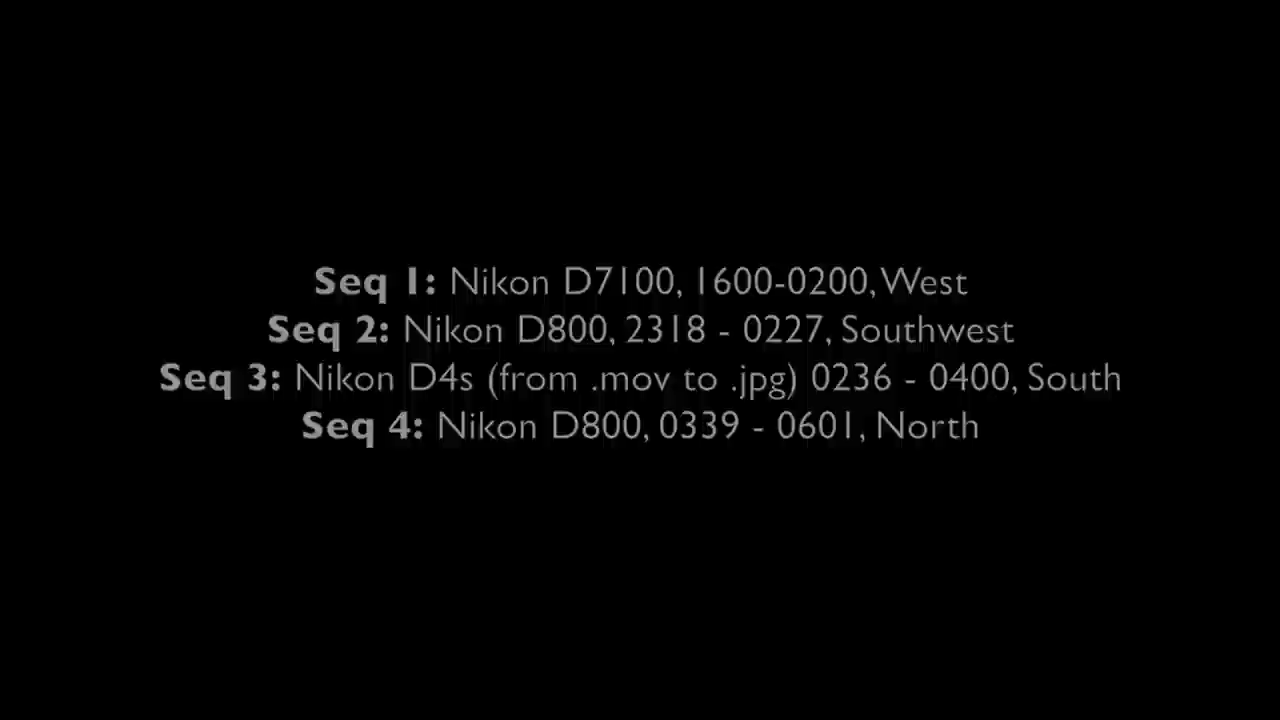 Seq 1: Nikon D7100, 1600-0200, West
Seq 2: Nikon D800, 2318 - 0227, Southwest
Seq 3: Nikon D4s (from .mov to .jpg) 0236 - 0400, South
Seq 4: Nikon D800, 0339 - 0601, North